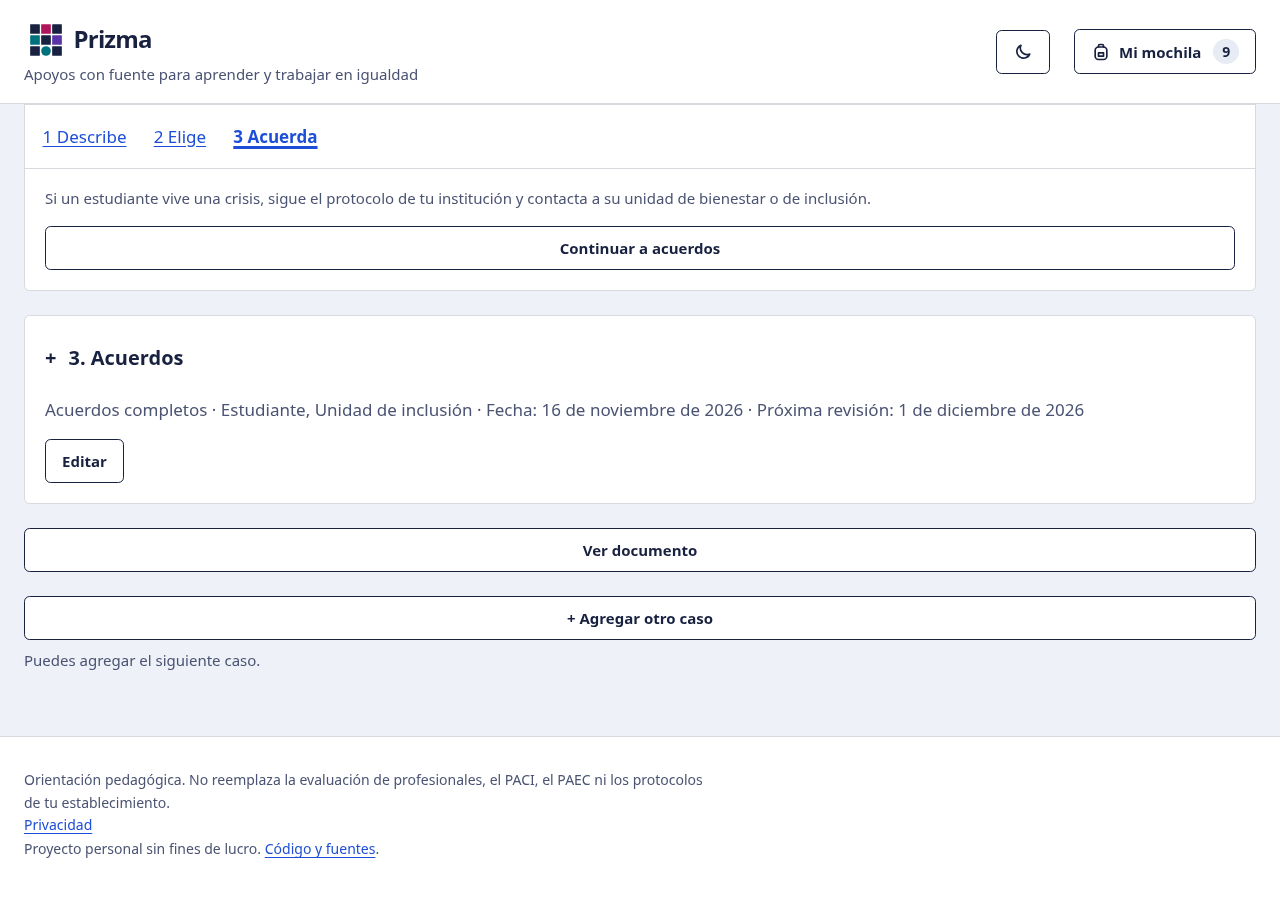 Prizma
Apoyos con fuente para aprender y trabajar en igualdad
Mi mochila 9
1 Describe 2 Elige 3 Acuerda
Si un estudiante vive una crisis, sigue el protocolo de tu institución y contacta a su unidad de bienestar o de inclusión.
Continuar a acuerdos
+ 3. Acuerdos
Acuerdos completos · Estudiante, Unidad de inclusión · Fecha: 16 de noviembre de 2026 · Próxima revisión: 1 de diciembre de 2026
Editar
Ver documento
+ Agregar otro caso
Puedes agregar el siguiente caso.
Orientación pedagógica. No reemplaza la evaluación de profesionales, el PACI, el PAEC ni los protocolos
de tu establecimiento.
Privacidad
Proyecto personal sin fines de lucro. Código y fuentes.